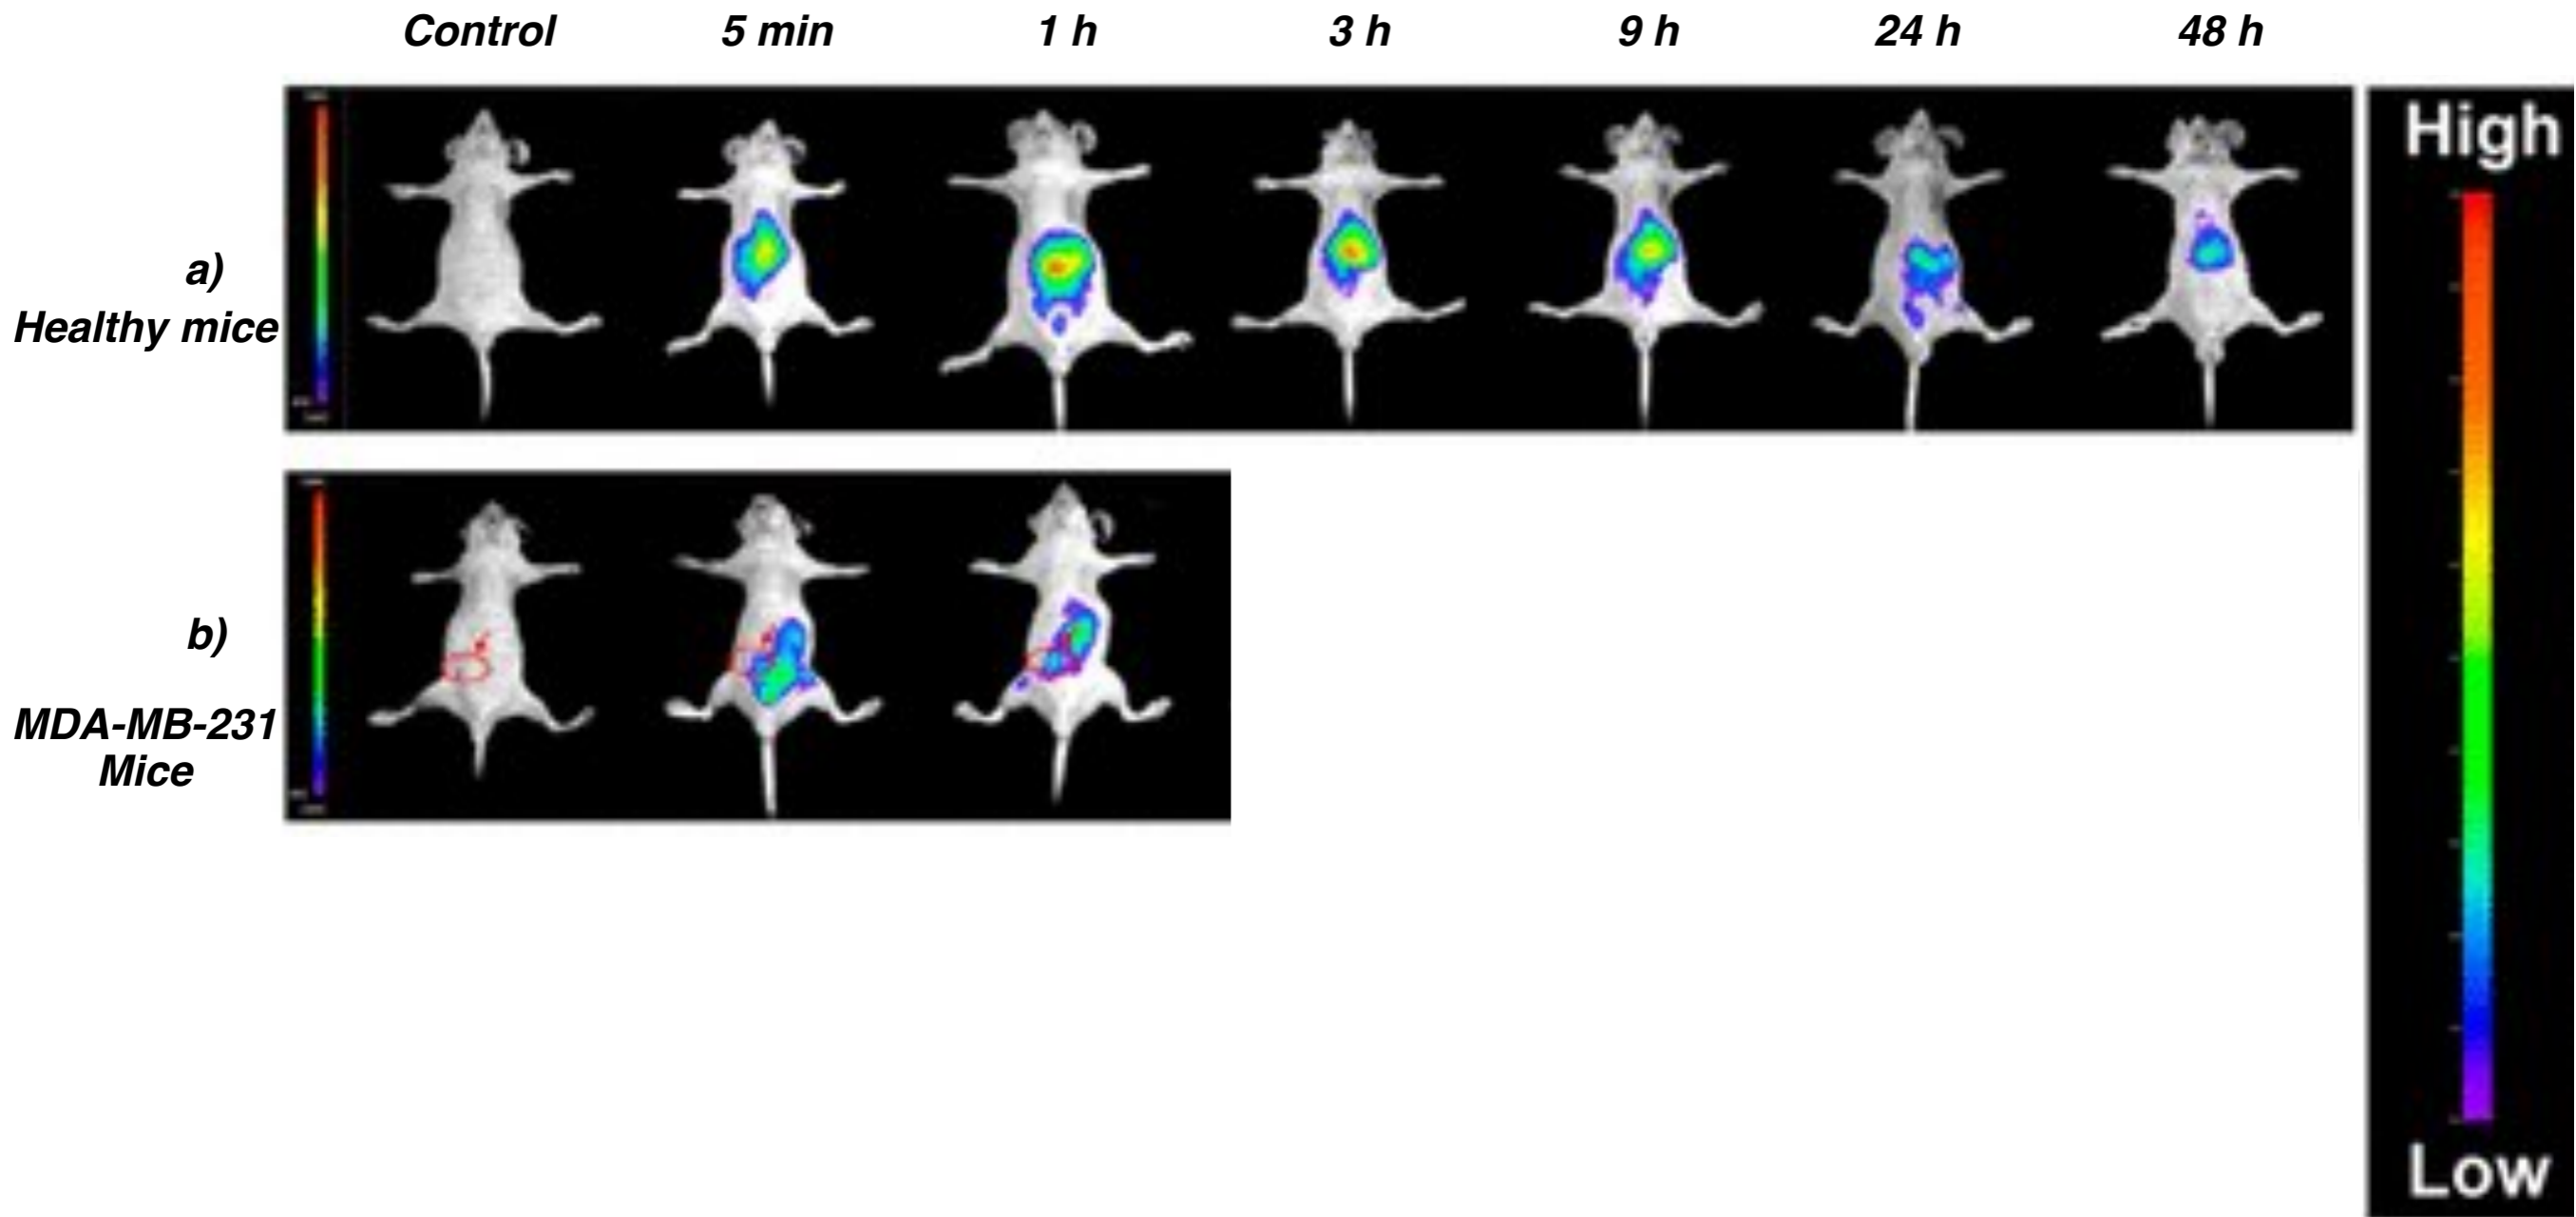 Control 5 min 1 h 3 h 9 h 24 h 48 h
High
a)
Healthy mice
b)
MDA-MB-231
Mice
Low